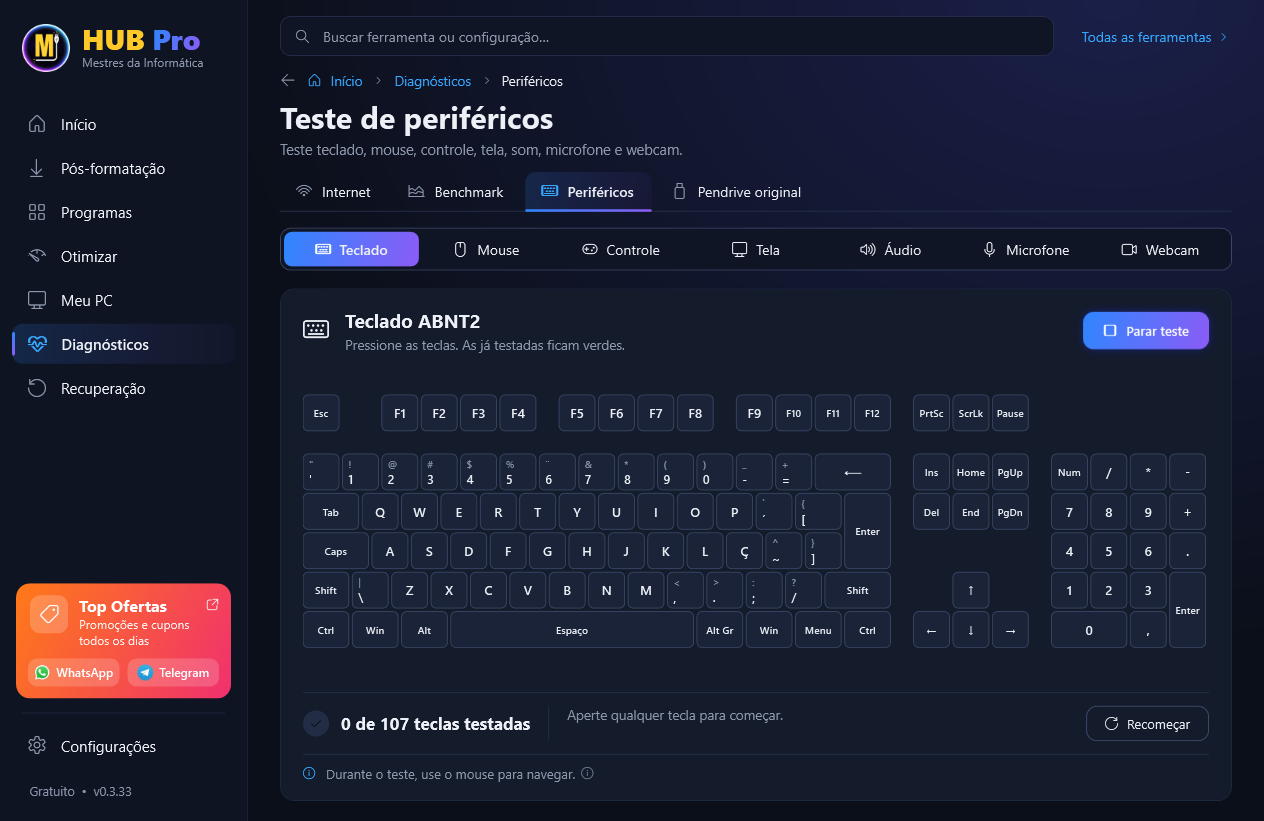 HUB Pro
Mestres da Informática
Início
Pós-formatação
Programas
Otimizar
Meu PC
Diagnósticos
Recuperação
Top Ofertas
Promoções e cupons
todos os dias
WhatsApp
Telegram
Configurações
Gratuito • v0.3.33
Buscar ferramenta ou configuração...
Todas as ferramentas
Início > Diagnósticos > Periféricos
Teste de periféricos
Teste teclado, mouse, controle, tela, som, microfone e webcam.
Internet Benchmark Periféricos Pendrive original
Teclado Mouse Controle Tela Áudio Microfone Webcam
Teclado ABNT2
Pressione as teclas. As já testadas ficam verdes.
Parar teste
Esc F1 F2 F3 F4 F5 F6 F7 F8 F9 F10 F11 F12 PrtSc ScrLk Pause
" ! @ # $ % ¨ & * ( ) _ +
' 1 2 3 4 5 6 7 8 9 0 - = ← Ins Home PgUp Num / * -
Tab Q W E R T Y U I O P ` ´ { [ Enter Del End PgDn 7 8 9 +
Caps A S D F G H J K L Ç ^ ~ } ] 4 5 6 .
Shift | \ Z X C V B N M < , > . : ; ? / Shift ↑ 1 2 3 Enter
Ctrl Win Alt Espaço Alt Gr Win Menu Ctrl ← ↓ → 0 ,
0 de 107 teclas testadas
Aperte qualquer tecla para começar.
Recomeçar
Durante o teste, use o mouse para navegar.